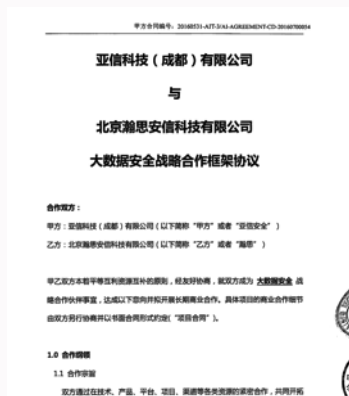 甲方合同编号：20160531-AIT-3/AI-AGREEMENT-CD-20160700054
亚信科技（成都）有限公司
与
北京瀚思安信科技有限公司
大数据安全战略合作框架协议
合作双方：
甲方：亚信科技（成都）有限公司（以下简称“甲方”或者“亚信安全”）
乙方：北京瀚思安信科技有限公司（以下简称“乙方”或者“瀚思”）
甲乙双方本着平等互利资源互补的原则，经友好协商，就双方成为 大数据安全 战
略合作伙伴事宜，达成以下意向并拟开展长期商业合作。具体项目的商业合作细节
由双方另行协商并以书面合同形式约定（“项目合同”）。
1.0 合作纲领
1.1 合作宗旨
双方通过在技术、产品、平台、项目、渠道等各类资源的紧密合作，共同开拓